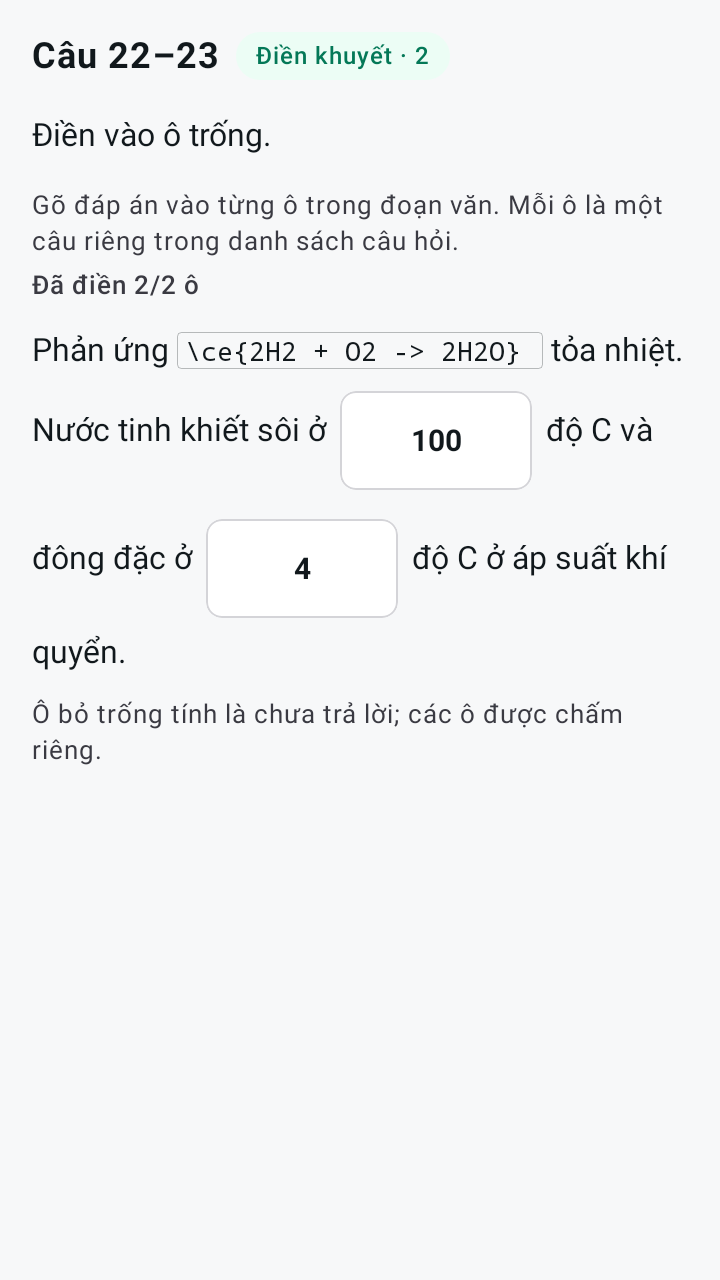 Câu 22–23 Điền khuyết · 2
Điền vào ô trống.
Gõ đáp án vào từng ô trong đoạn văn. Mỗi ô là một
câu riêng trong danh sách câu hỏi.
Đã điền 2/2 ô
Phản ứng \ce{2H2 + O2 -> 2H2O} tỏa nhiệt.
Nước tinh khiết sôi ở 100 độ C và
đông đặc ở 4 độ C ở áp suất khí
quyển.
Ô bỏ trống tính là chưa trả lời; các ô được chấm
riêng.